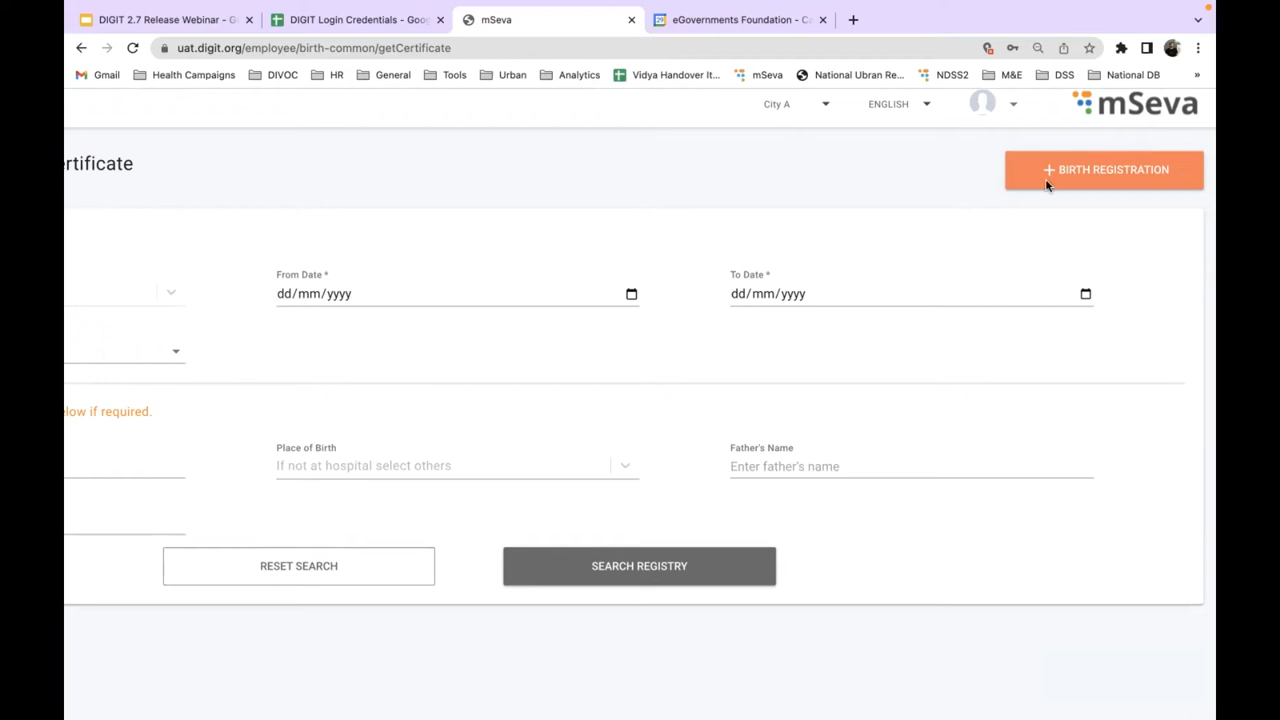 DIGIT 2.7 Release Webinar - G
DIGIT Login Credentials - Goog
mSeva
eGovernments Foundation - Ca
uat.digit.org/employee/birth-common/getCertificate
Gmail
Health Campaigns
DIVOC
HR
General
Tools
Urban
Analytics
Vidya Handover It...
mSeva
National Ubran Re...
NDSS2
M&E
DSS
National DB
»
City A
ENGLISH
mSeva
ertificate
+ BIRTH REGISTRATION
From Date *
To Date *
dd/mm/yyyy
dd/mm/yyyy
elow if required.
Place of Birth
Father's Name
If not at hospital select others
Enter father's name
RESET SEARCH
SEARCH REGISTRY